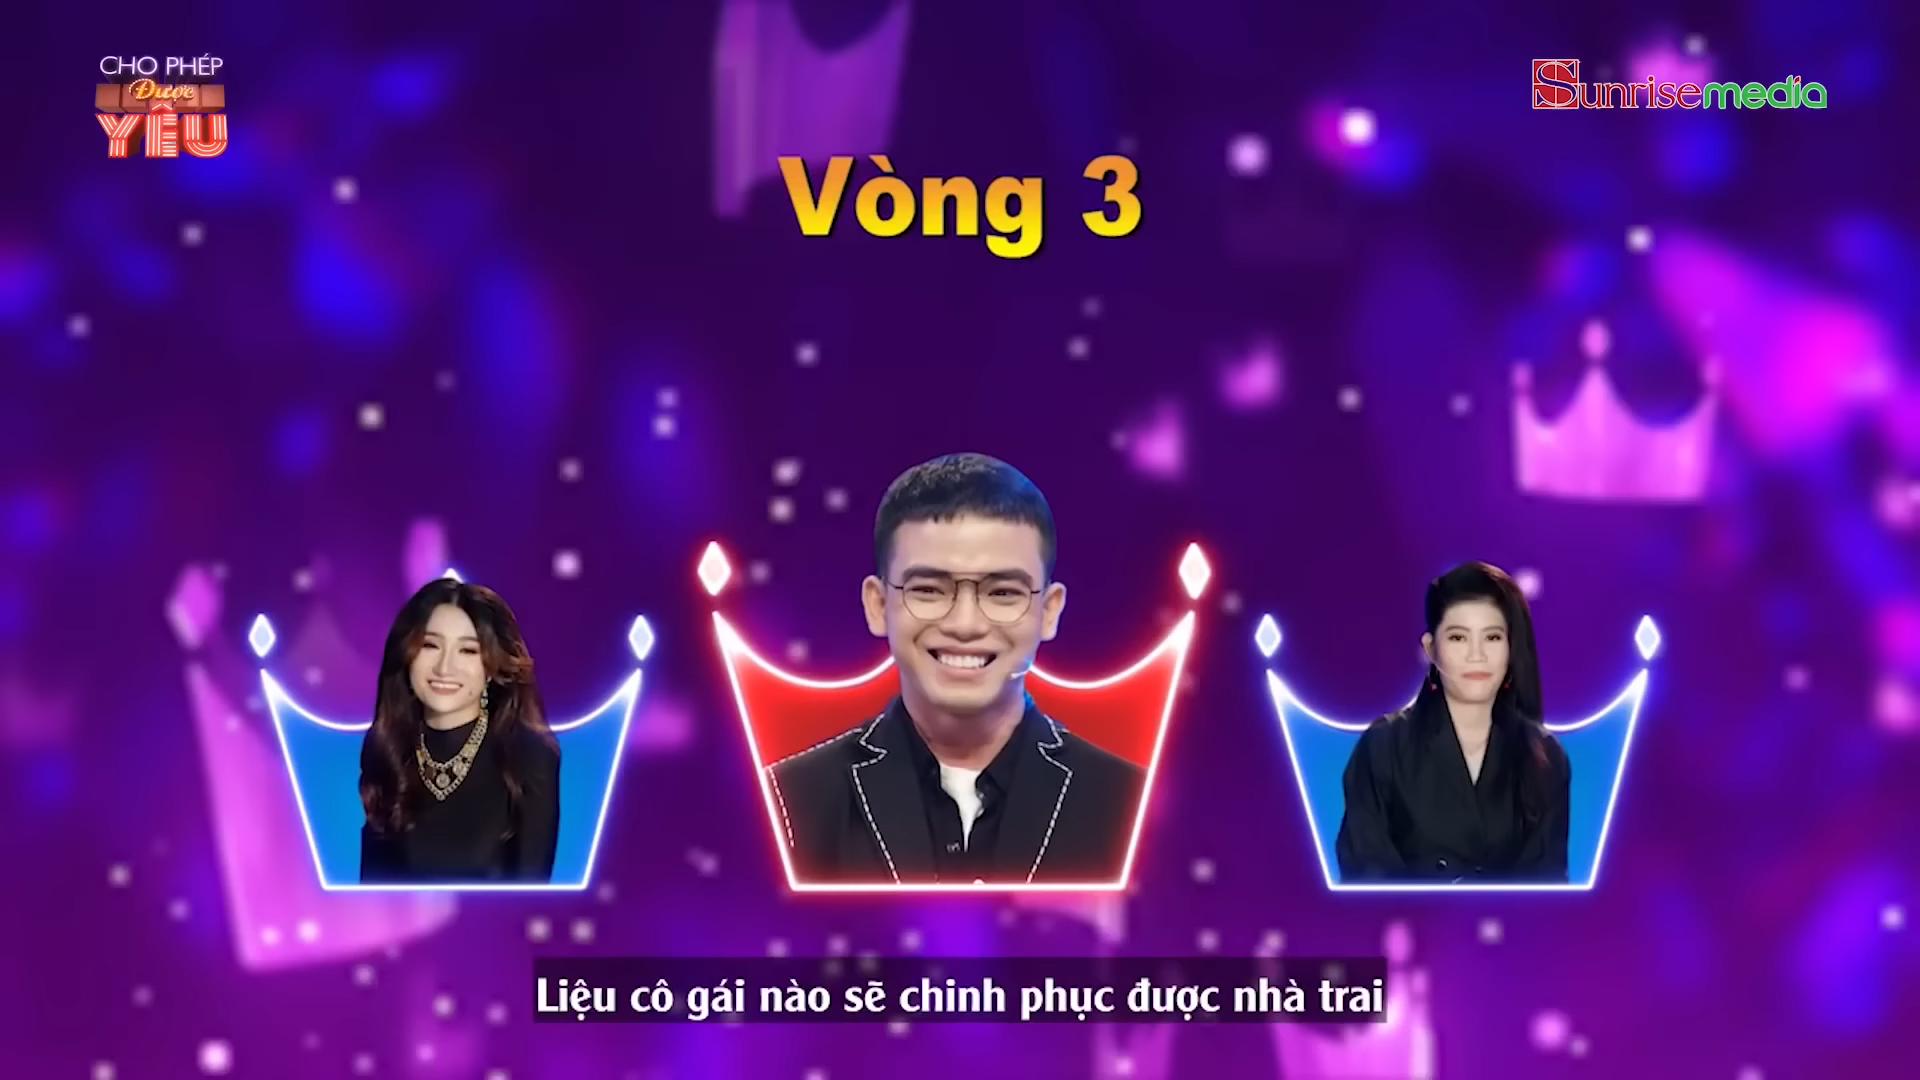 CHO PHÉP
Được
YÊU
Sunrisemedia
Vòng 3
Liệu cô gái nào sẽ chinh phục được nhà trai